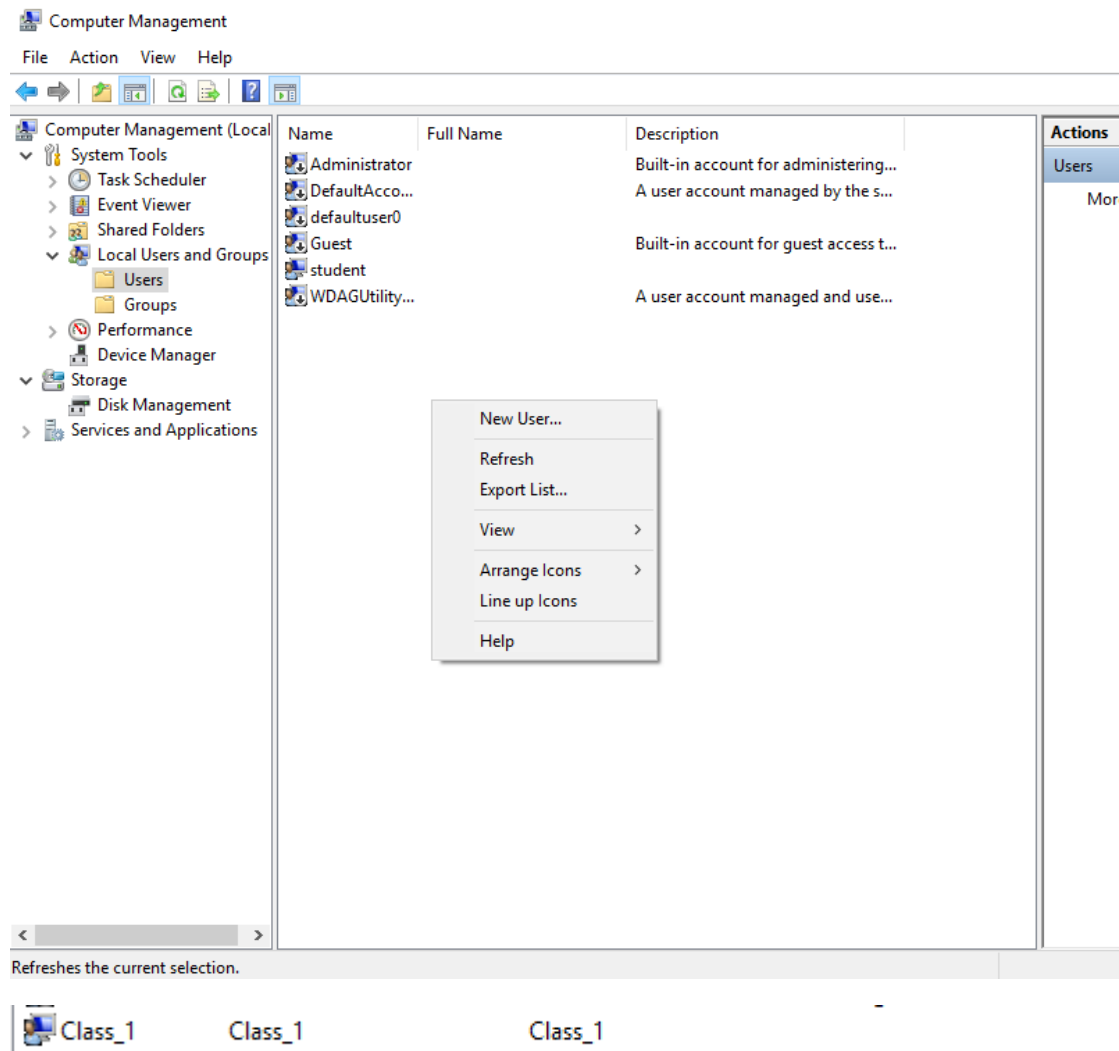 Computer Management
File Action View Help
Computer Management (Local
System Tools
Task Scheduler
Event Viewer
Shared Folders
Local Users and Groups
Users
Groups
Performance
Device Manager
Storage
Disk Management
Services and Applications
Name Full Name Description
Administrator Built-in account for administering...
DefaultAcco... A user account managed by the s...
defaultuser0
Guest Built-in account for guest access t...
student
WDAGUtility... A user account managed and use...
New User...
Refresh
Export List...
View
Arrange Icons
Line up Icons
Help
Actions
Users
Mor
Refreshes the current selection.
Class_1 Class_1 Class_1